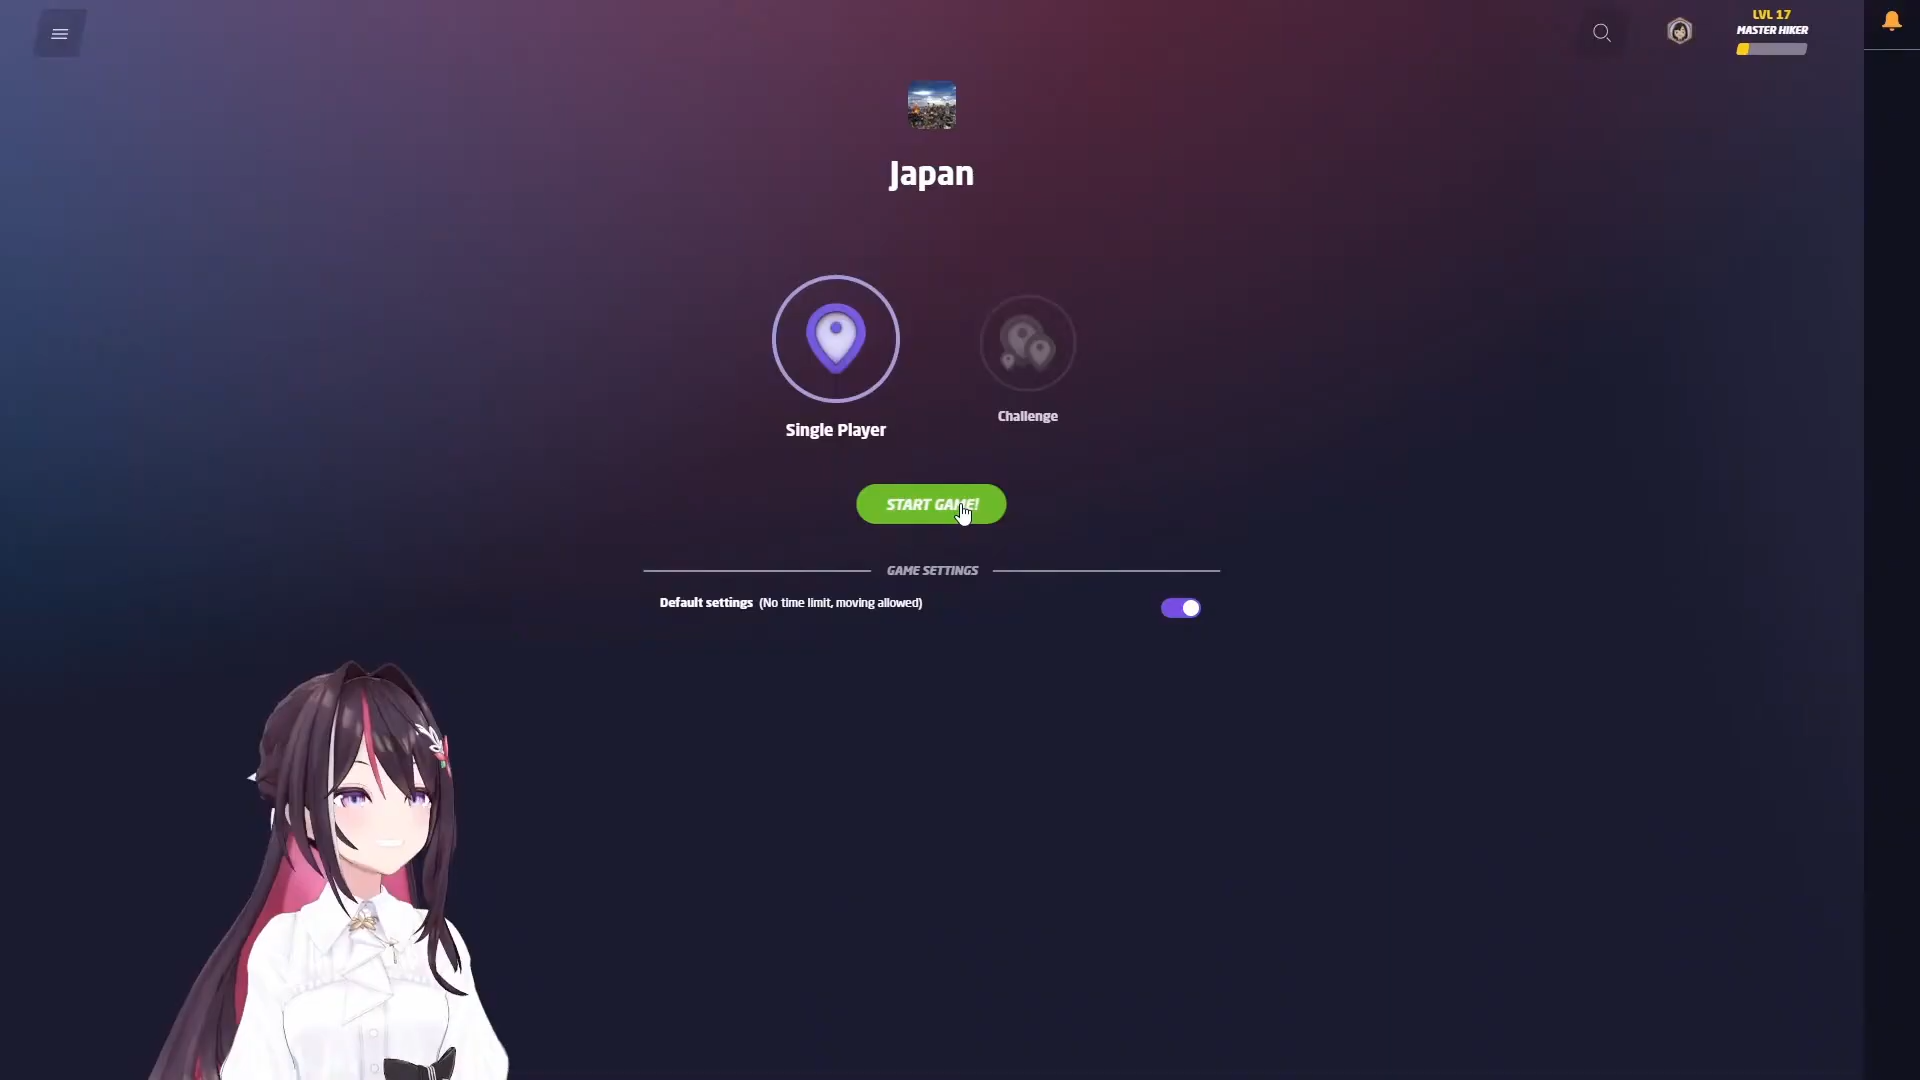 LVL 17
MASTER HIKER
Japan
Single Player
Challenge
START GAME!
GAME SETTINGS
Default settings (No time limit, moving allowed)